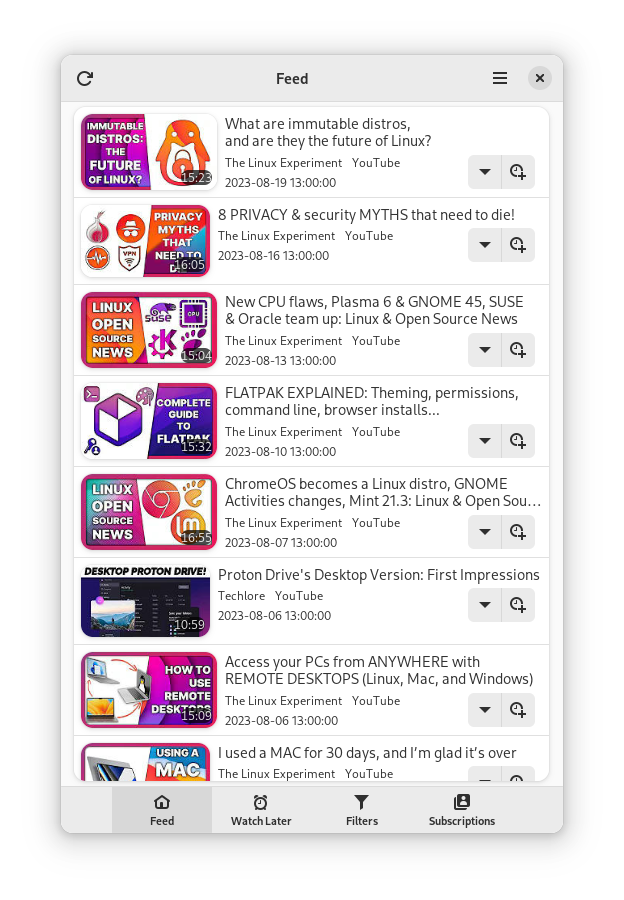 Feed
IMMUTABLE
DISTROS:
THE
FUTURE
OF LINUX?
15:23
What are immutable distros,
and are they the future of Linux?
The Linux Experiment YouTube
2023-08-19 13:00:00
PRIVACY
MYTHS
THAT
NEED TO
VPN
16:05
8 PRIVACY & security MYTHS that need to die!
The Linux Experiment YouTube
2023-08-16 13:00:00
LINUX
OPEN
SOURCE
NEWS
SUSE
CPU
15:04
New CPU flaws, Plasma 6 & GNOME 45, SUSE
& Oracle team up: Linux & Open Source News
The Linux Experiment YouTube
2023-08-13 13:00:00
COMPLETE
GUIDE
TO
FLATPAK
15:32
FLATPAK EXPLAINED: Theming, permissions,
command line, browser installs...
The Linux Experiment YouTube
2023-08-10 13:00:00
LINUX
OPEN
SOURCE
NEWS
16:55
ChromeOS becomes a Linux distro, GNOME
Activities changes, Mint 21.3: Linux & Open Sou…
The Linux Experiment YouTube
2023-08-07 13:00:00
DESKTOP PROTON DRIVE!
10:59
Proton Drive's Desktop Version: First Impressions
Techlore YouTube
2023-08-06 13:00:00
HOW TO
USE
REMOTE
DESKTOPS
15:09
Access your PCs from ANYWHERE with
REMOTE DESKTOPS (Linux, Mac, and Windows)
The Linux Experiment YouTube
2023-08-06 13:00:00
USING A
MAC
I used a MAC for 30 days, and I’m glad it’s over
The Linux Experiment YouTube
Feed
Watch Later
Filters
Subscriptions